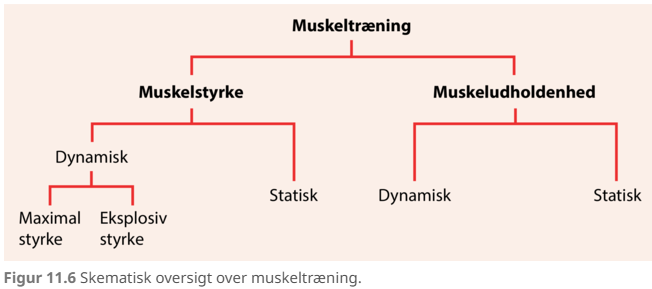 Muskeltræning
Muskelstyrke
Muskeludholdenhed
Dynamisk
Statisk
Dynamisk
Statisk
Maximal
styrke
Eksplosiv
styrke
Figur 11.6 Skematisk oversigt over muskeltræning.